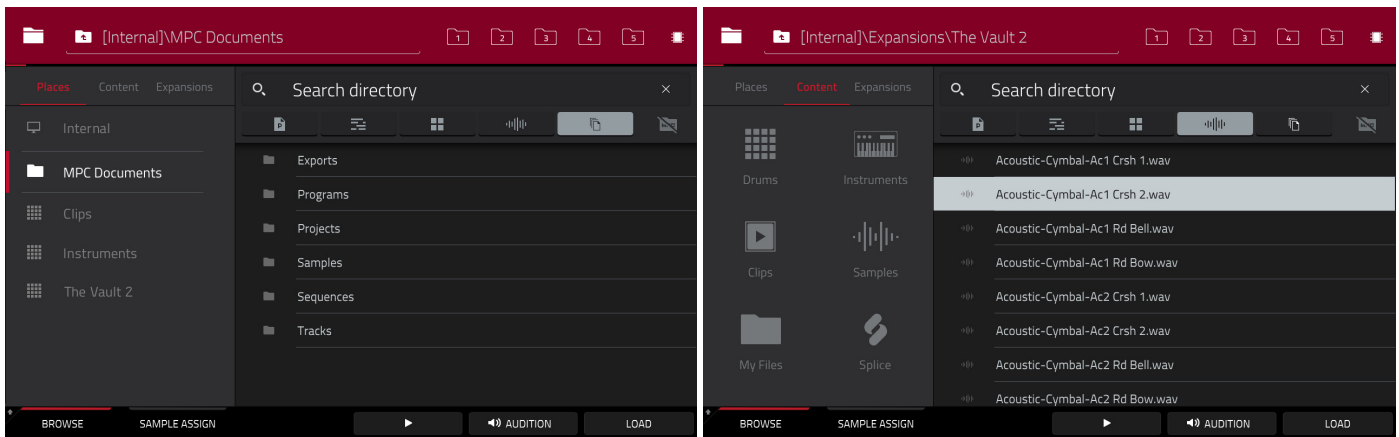 [Internal]\MPC Documents
1 2 3 4 5
Places Content Expansions
Search directory
Internal
MPC Documents
Clips
Instruments
The Vault 2
Exports
Programs
Projects
Samples
Sequences
Tracks
BROWSE SAMPLE ASSIGN AUDITION LOAD
[Internal]\Expansions\The Vault 2
1 2 3 4 5
Places Content Expansions
Search directory
Drums Instruments
Clips Samples
My Files Splice
Acoustic-Cymbal-Ac1 Crsh 1.wav
Acoustic-Cymbal-Ac1 Crsh 2.wav
Acoustic-Cymbal-Ac1 Rd Bell.wav
Acoustic-Cymbal-Ac1 Rd Bow.wav
Acoustic-Cymbal-Ac2 Crsh 1.wav
Acoustic-Cymbal-Ac2 Crsh 2.wav
Acoustic-Cymbal-Ac2 Rd Bell.wav
Acoustic-Cymbal-Ac2 Rd Bow.wav
BROWSE SAMPLE ASSIGN AUDITION LOAD